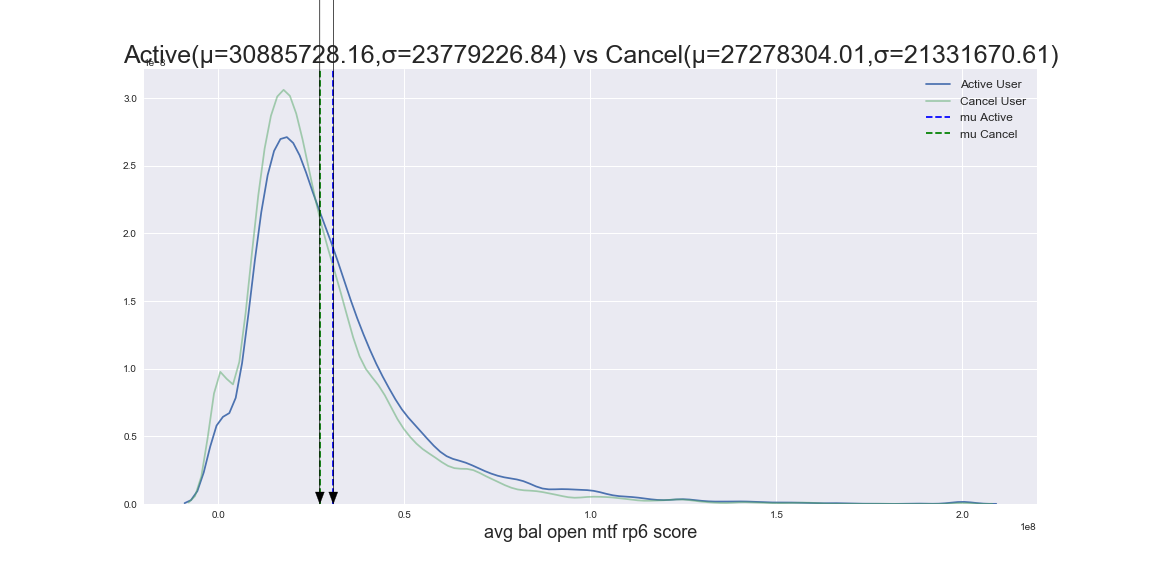 Active(μ=30885728.16,σ=23779226.84) vs Cancel(μ=27278304.01,σ=21331670.61)
1e-8
Active User
Cancel User
mu Active
mu Cancel
3.0
2.5
2.0
1.5
1.0
0.5
0.0
0.0 0.5 1.0 1.5 2.0
1e8
avg bal open mtf rp6 score